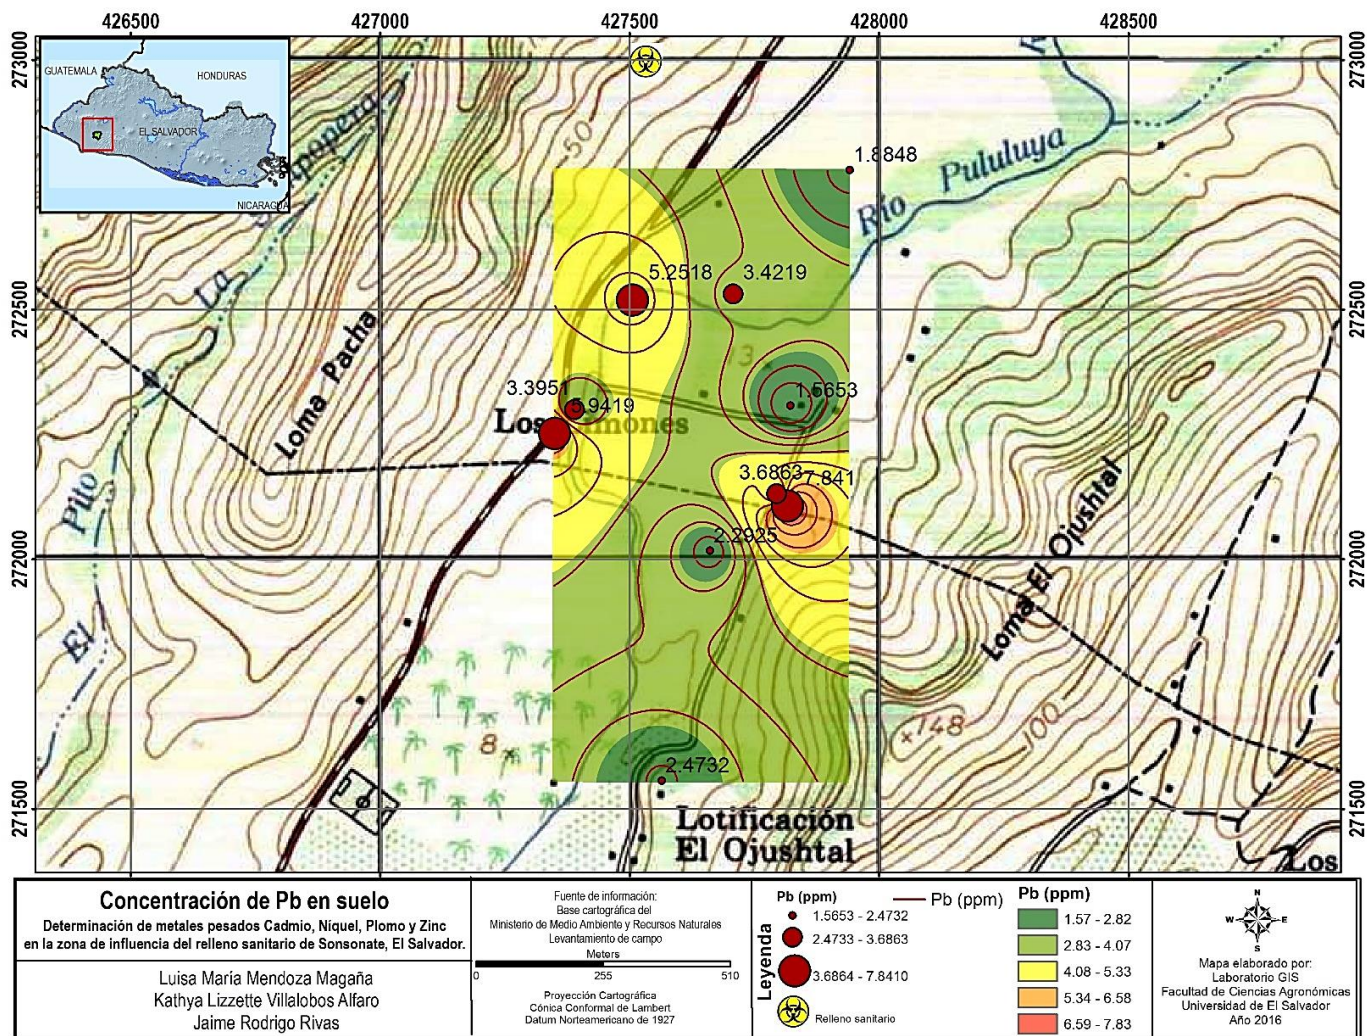 426500
427000
427500
428000
428500
273000
273000
GUATEMALA
HONDURAS
EL SALVADOR
NICARAGUA
50
1.8848
Río Pululuya
La
5.2518
3.4219
272500
272500
Loma Pacha
13
3.3951
1.5653
5.9419
Los
Pito
3.6863
7.841
2.2925
272000
272000
Loma El Ojushtal
El
148
100
8
2.4732
271500
271500
Lotificación
El Ojushtal
Los
Concentración de Pb en suelo
Determinación de metales pesados Cadmio, Níquel, Plomo y Zinc
en la zona de influencia del relleno sanitario de Sonsonate, El Salvador.
Luisa María Mendoza Magaña
Kathya Lizzette Villalobos Alfaro
Jaime Rodrigo Rivas
Fuente de información:
Base cartográfica del
Ministerio de Medio Ambiente y Recursos Naturales
Levantamiento de campo
Meters
0 255 510
Proyección Cartográfica
Cónica Conformal de Lambert
Datum Norteamericano de 1927
Leyenda
Pb (ppm)
1.5653 - 2.4732
2.4733 - 3.6863
3.6864 - 7.8410
Relleno sanitario
Pb (ppm)
Pb (ppm)
1.57 - 2.82
2.83 - 4.07
4.08 - 5.33
5.34 - 6.58
6.59 - 7.83
N
W E
S
Mapa elaborado por:
Laboratorio GIS
Facultad de Ciencias Agronómicas
Universidad de El Salvador
Año 2016